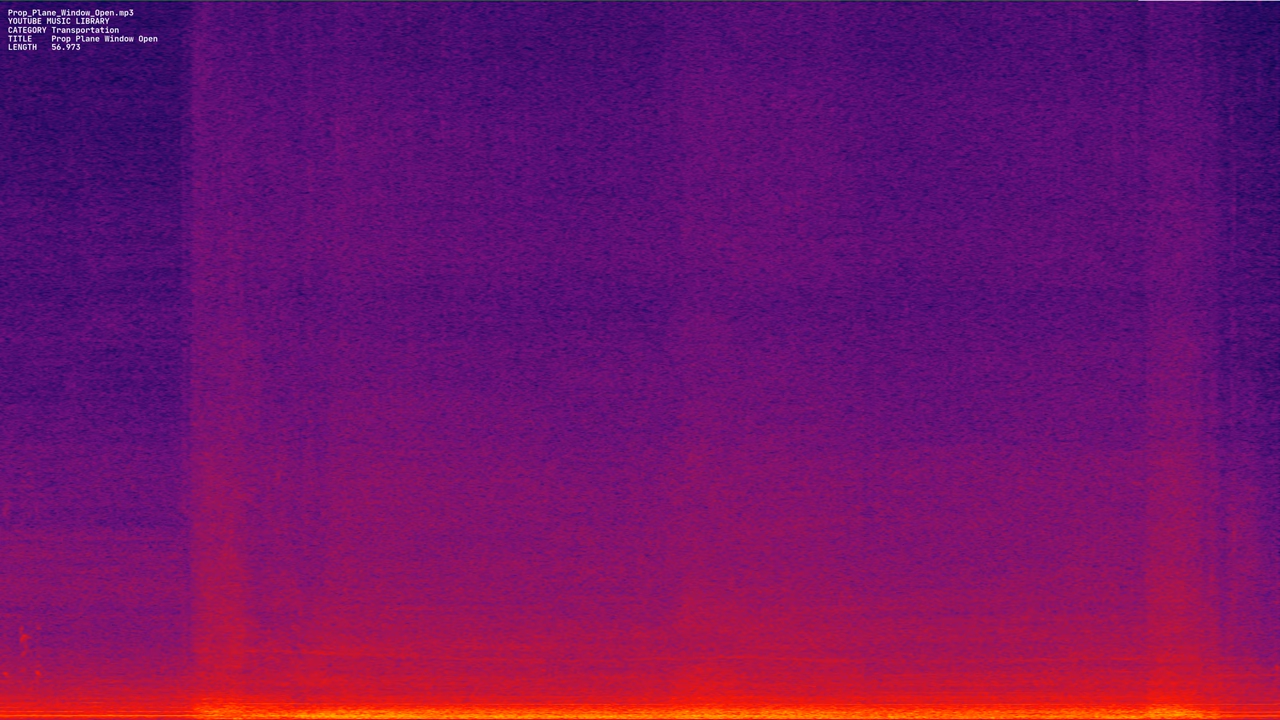 Prop_Plane_Window_Open.mp3
YOUTUBE MUSIC LIBRARY
CATEGORY Transportation
TITLE Prop Plane Window Open
LENGTH 56.973